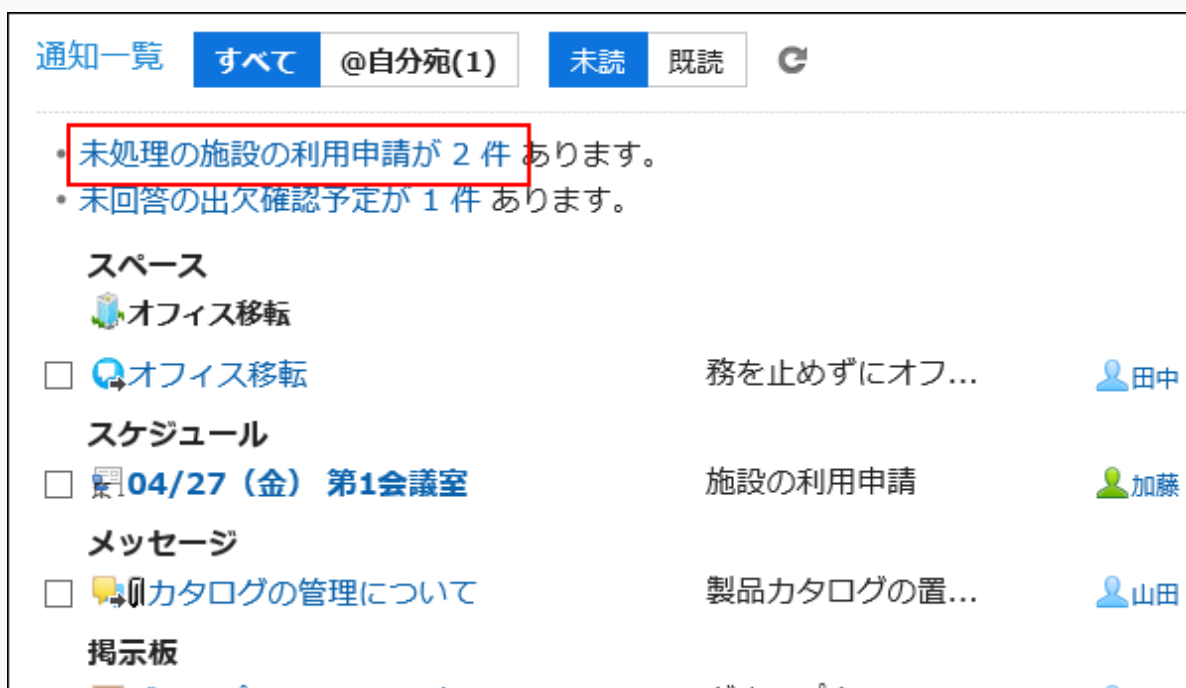 通知一覧 すべて @自分宛(1) 未読 既読
・未処理の施設の利用申請が 2 件 あります。
・未回答の出欠確認予定が 1 件 あります。
スペース
オフィス移転
オフィス移転 務を止めずにオフ... 田中
スケジュール
04/27（金） 第1会議室 施設の利用申請 加藤
メッセージ
カタログの管理について 製品カタログの置... 山田
掲示板